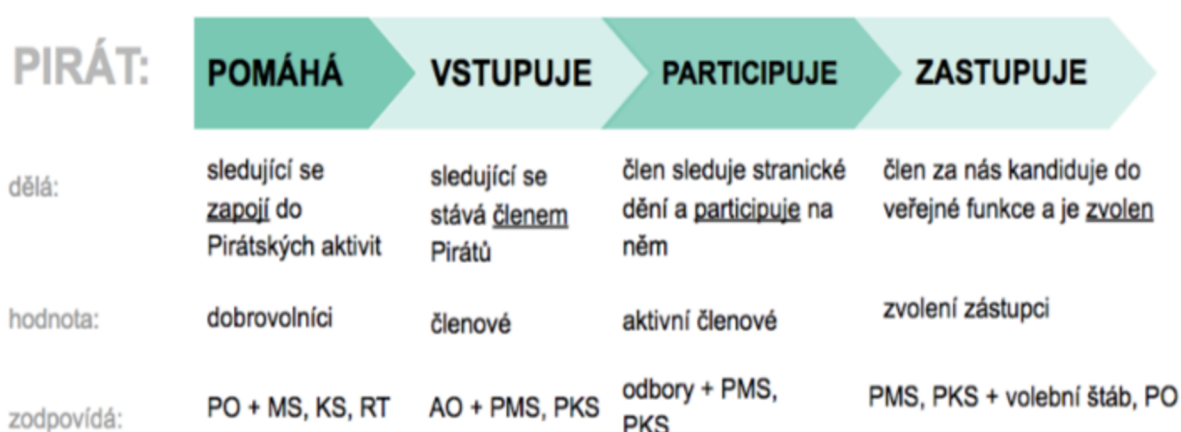 PIRÁT:
POMÁHÁ
VSTUPUJE
PARTICIPUJE
ZASTUPUJE
dělá:
sledující se
zapojí do
Pirátských aktivit
sledující se
stává členem
Pirátů
člen sleduje stranické
dění a participuje na
něm
člen za nás kandiduje do
veřejné funkce a je zvolen
hodnota:
dobrovolníci
členové
aktivní členové
zvolení zástupci
zodpovídá:
PO + MS, KS, RT
AO + PMS, PKS
odbory + PMS,
PKS
PMS, PKS + volební štáb, PO